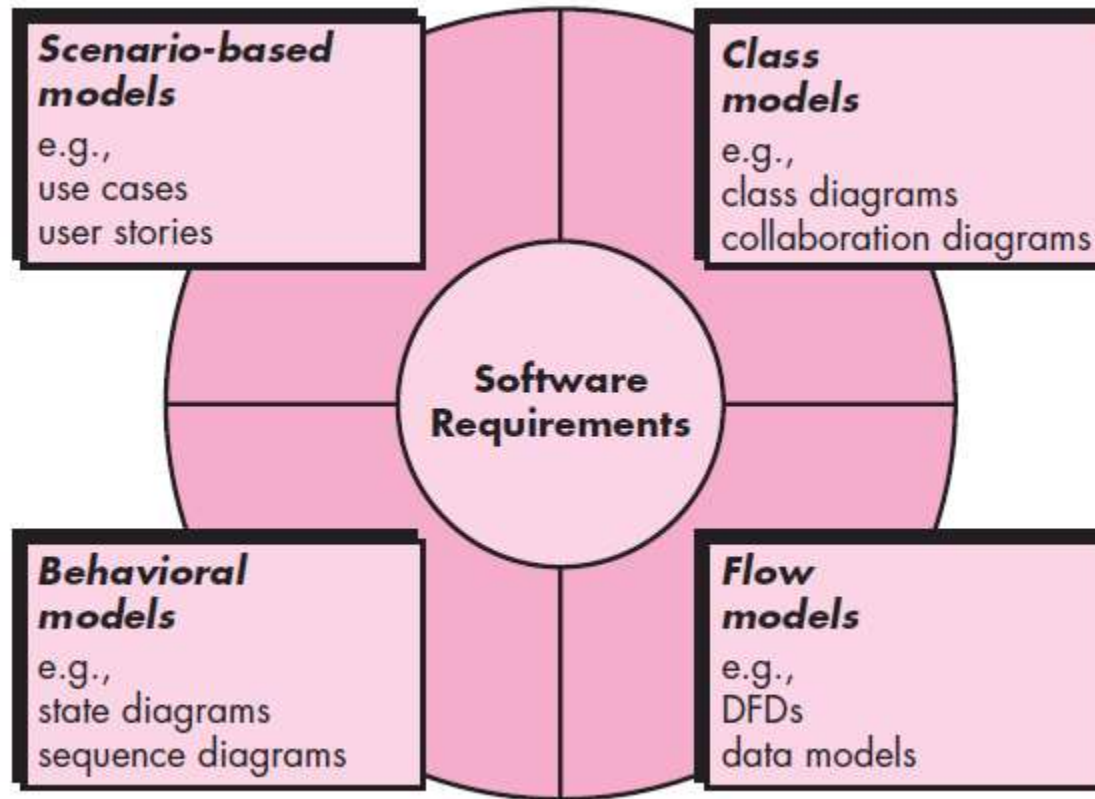 Scenario-based
models
e.g.,
use cases
user stories
Class
models
e.g.,
class diagrams
collaboration diagrams
Software
Requirements
Behavioral
models
e.g.,
state diagrams
sequence diagrams
Flow
models
e.g.,
DFDs
data models